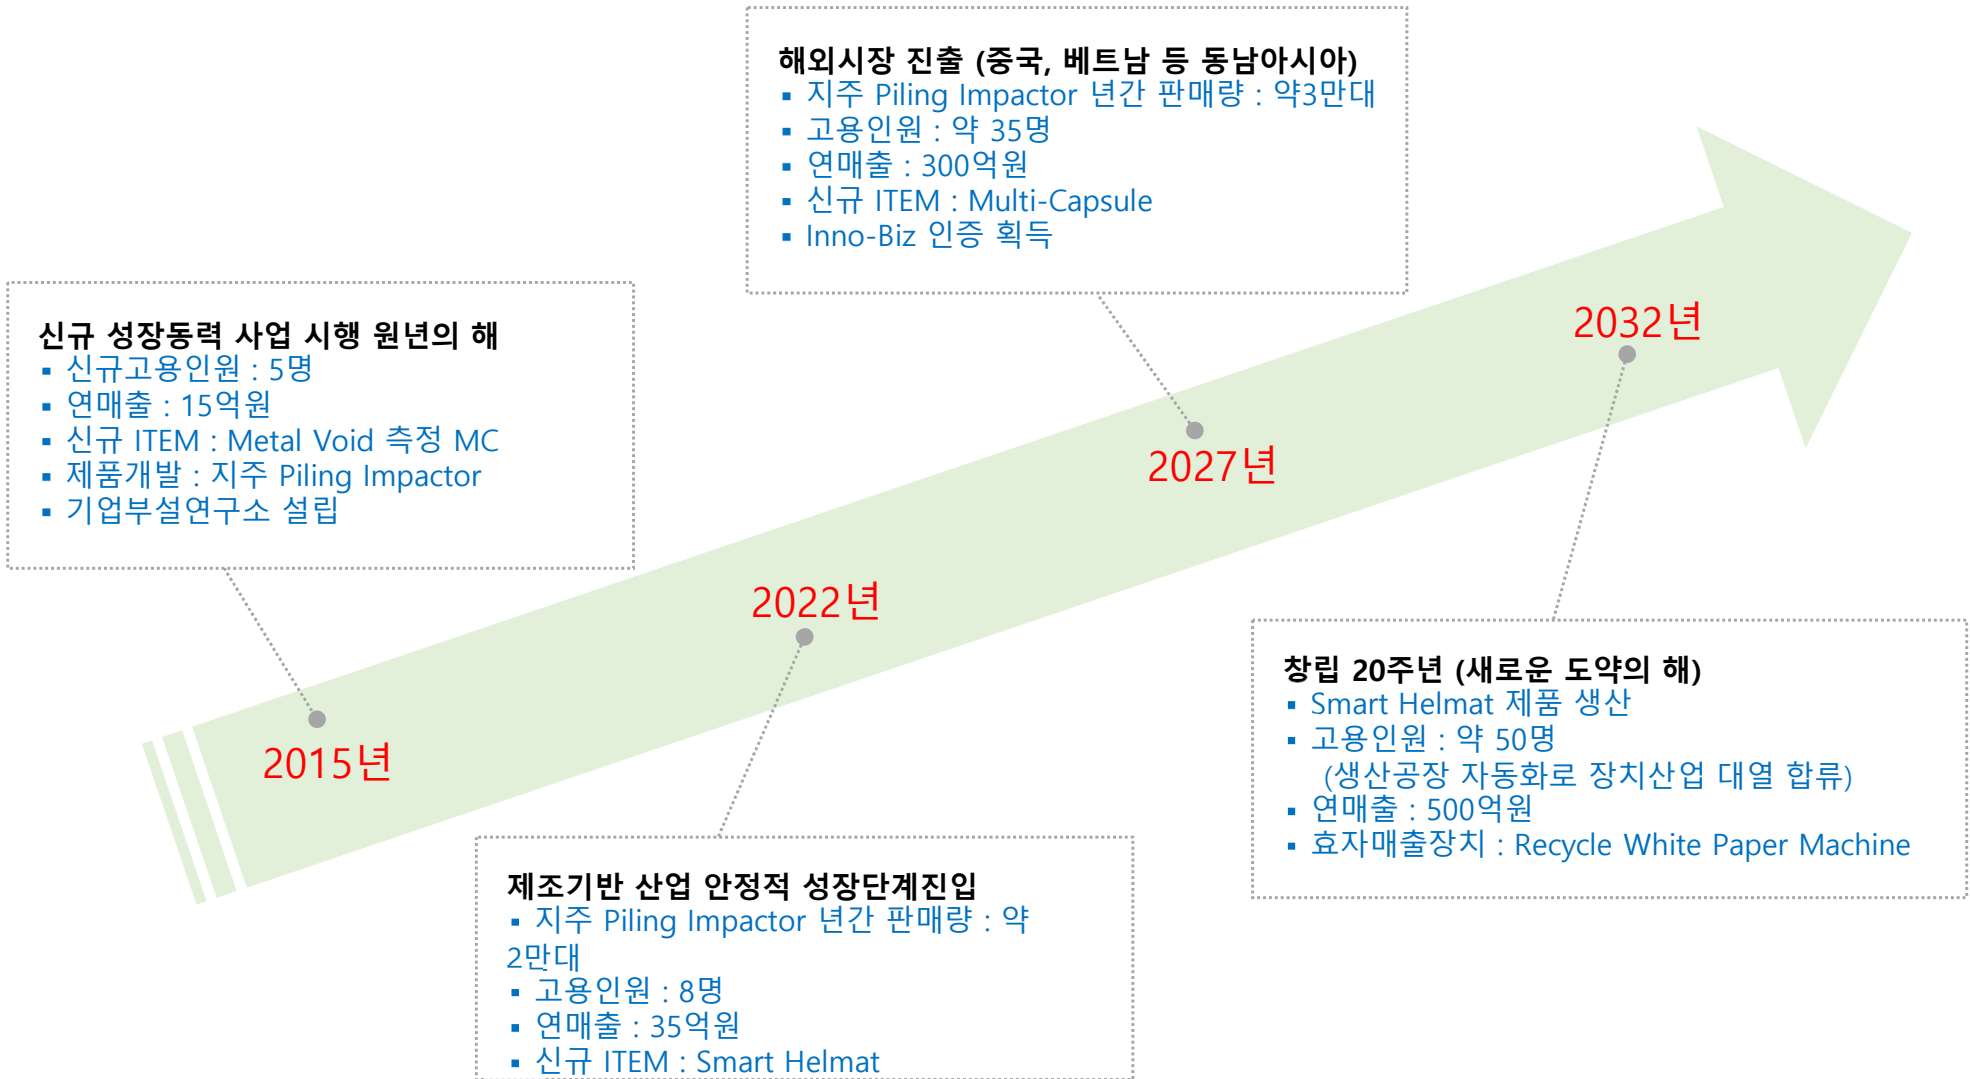 해외시장 진출 (중국, 베트남 등 동남아시아)
▪ 지주 Piling Impactor 년간 판매량 : 약3만대
▪ 고용인원 : 약 35명
▪ 연매출 : 300억원
▪ 신규 ITEM : Multi-Capsule
▪ Inno-Biz 인증 획득
신규 성장동력 사업 시행 원년의 해
▪ 신규고용인원 : 5명
▪ 연매출 : 15억원
▪ 신규 ITEM : Metal Void 측정 MC
▪ 제품개발 : 지주 Piling Impactor
▪ 기업부설연구소 설립
2032년
2027년
2022년
2015년
창립 20주년 (새로운 도약의 해)
▪ Smart Helmat 제품 생산
▪ 고용인원 : 약 50명
(생산공장 자동화로 장치산업 대열 합류)
▪ 연매출 : 500억원
▪ 효자매출장치 : Recycle White Paper Machine
제조기반 산업 안정적 성장단계진입
▪ 지주 Piling Impactor 년간 판매량 : 약
2만대
▪ 고용인원 : 8명
▪ 연매출 : 35억원
▪ 신규 ITEM : Smart Helmat